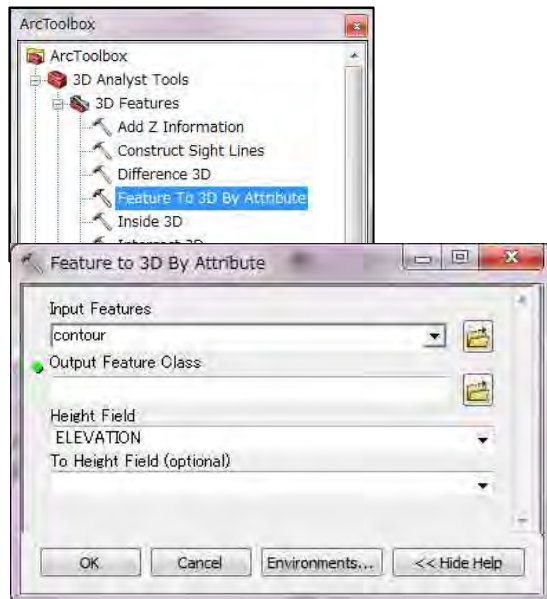 ArcToolbox
ArcToolbox
3D Analyst Tools
3D Features
Add Z Information
Construct Sight Lines
Difference 3D
Feature To 3D By Attribute
Inside 3D
Intersect 3D
Feature to 3D By Attribute
Input Features
contour
Output Feature Class
Height Field
ELEVATION
To Height Field (optional)
OK
Cancel
Environments...
<< Hide Help